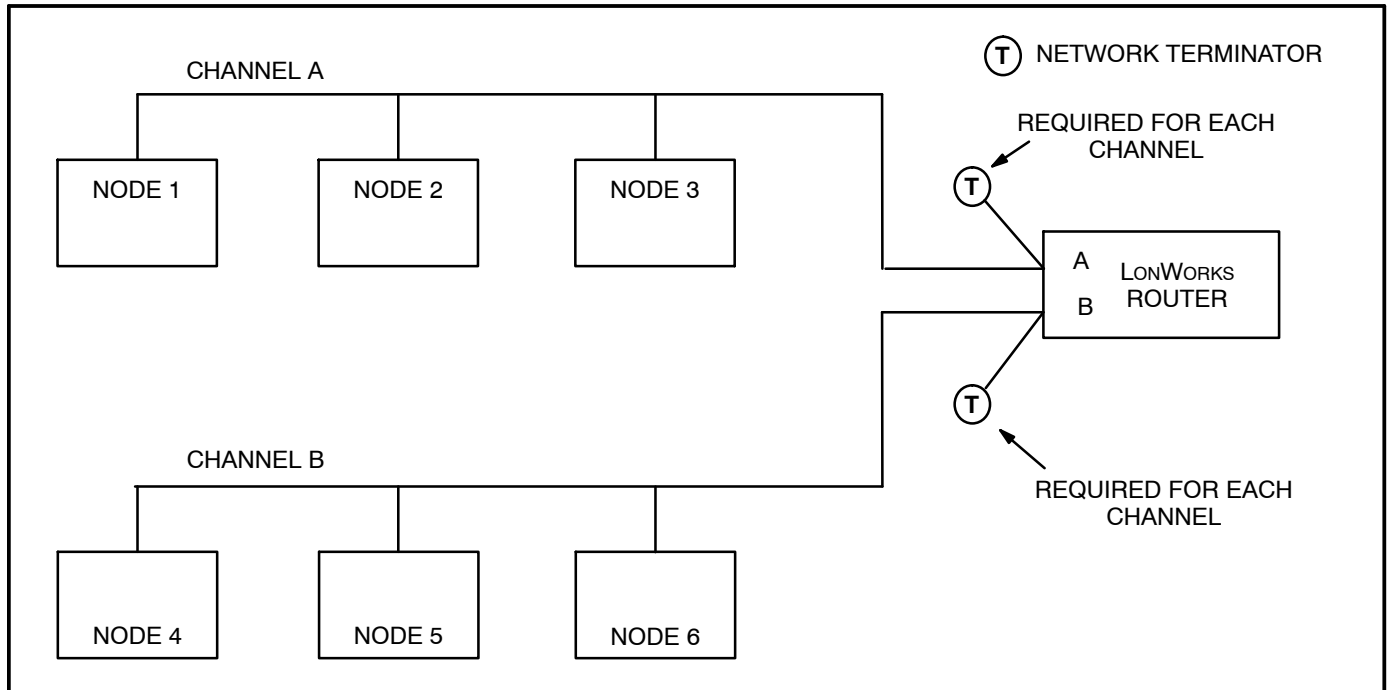 CHANNEL A
T NETWORK TERMINATOR
REQUIRED FOR EACH
CHANNEL
NODE 1
NODE 2
NODE 3
T
A
LONWORKS
ROUTER
B
T
CHANNEL B
REQUIRED FOR EACH
CHANNEL
NODE 4
NODE 5
NODE 6